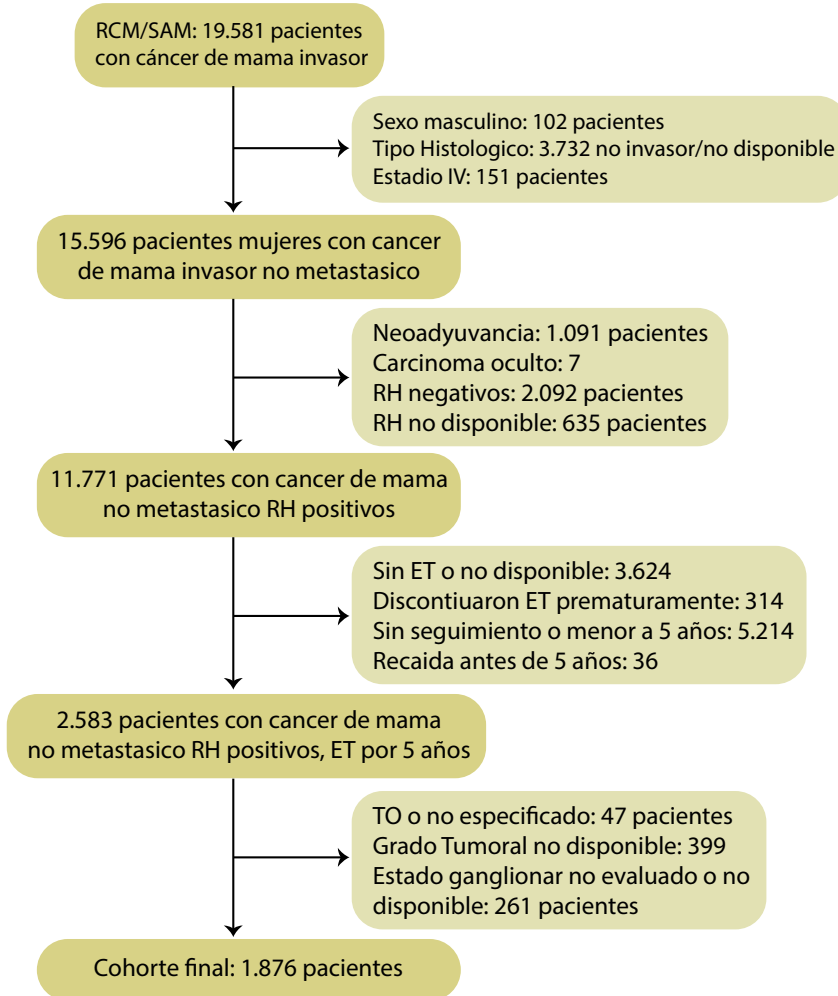 RCM/SAM: 19.581 pacientes
con cáncer de mama invasor
Sexo masculino: 102 pacientes
Tipo Histologico: 3.732 no invasor/no disponible
Estadio IV: 151 pacientes
15.596 pacientes mujeres con cancer
de mama invasor no metastasico
Neoadyuvancia: 1.091 pacientes
Carcinoma oculto: 7
RH negativos: 2.092 pacientes
RH no disponible: 635 pacientes
11.771 pacientes con cancer de mama
no metastasico RH positivos
Sin ET o no disponible: 3.624
Discontiuaron ET prematuramente: 314
Sin seguimiento o menor a 5 años: 5.214
Recaida antes de 5 años: 36
2.583 pacientes con cancer de mama
no metastasico RH positivos, ET por 5 años
TO o no especificado: 47 pacientes
Grado Tumoral no disponible: 399
Estado ganglionar no evaluado o no
disponible: 261 pacientes
Cohorte final: 1.876 pacientes